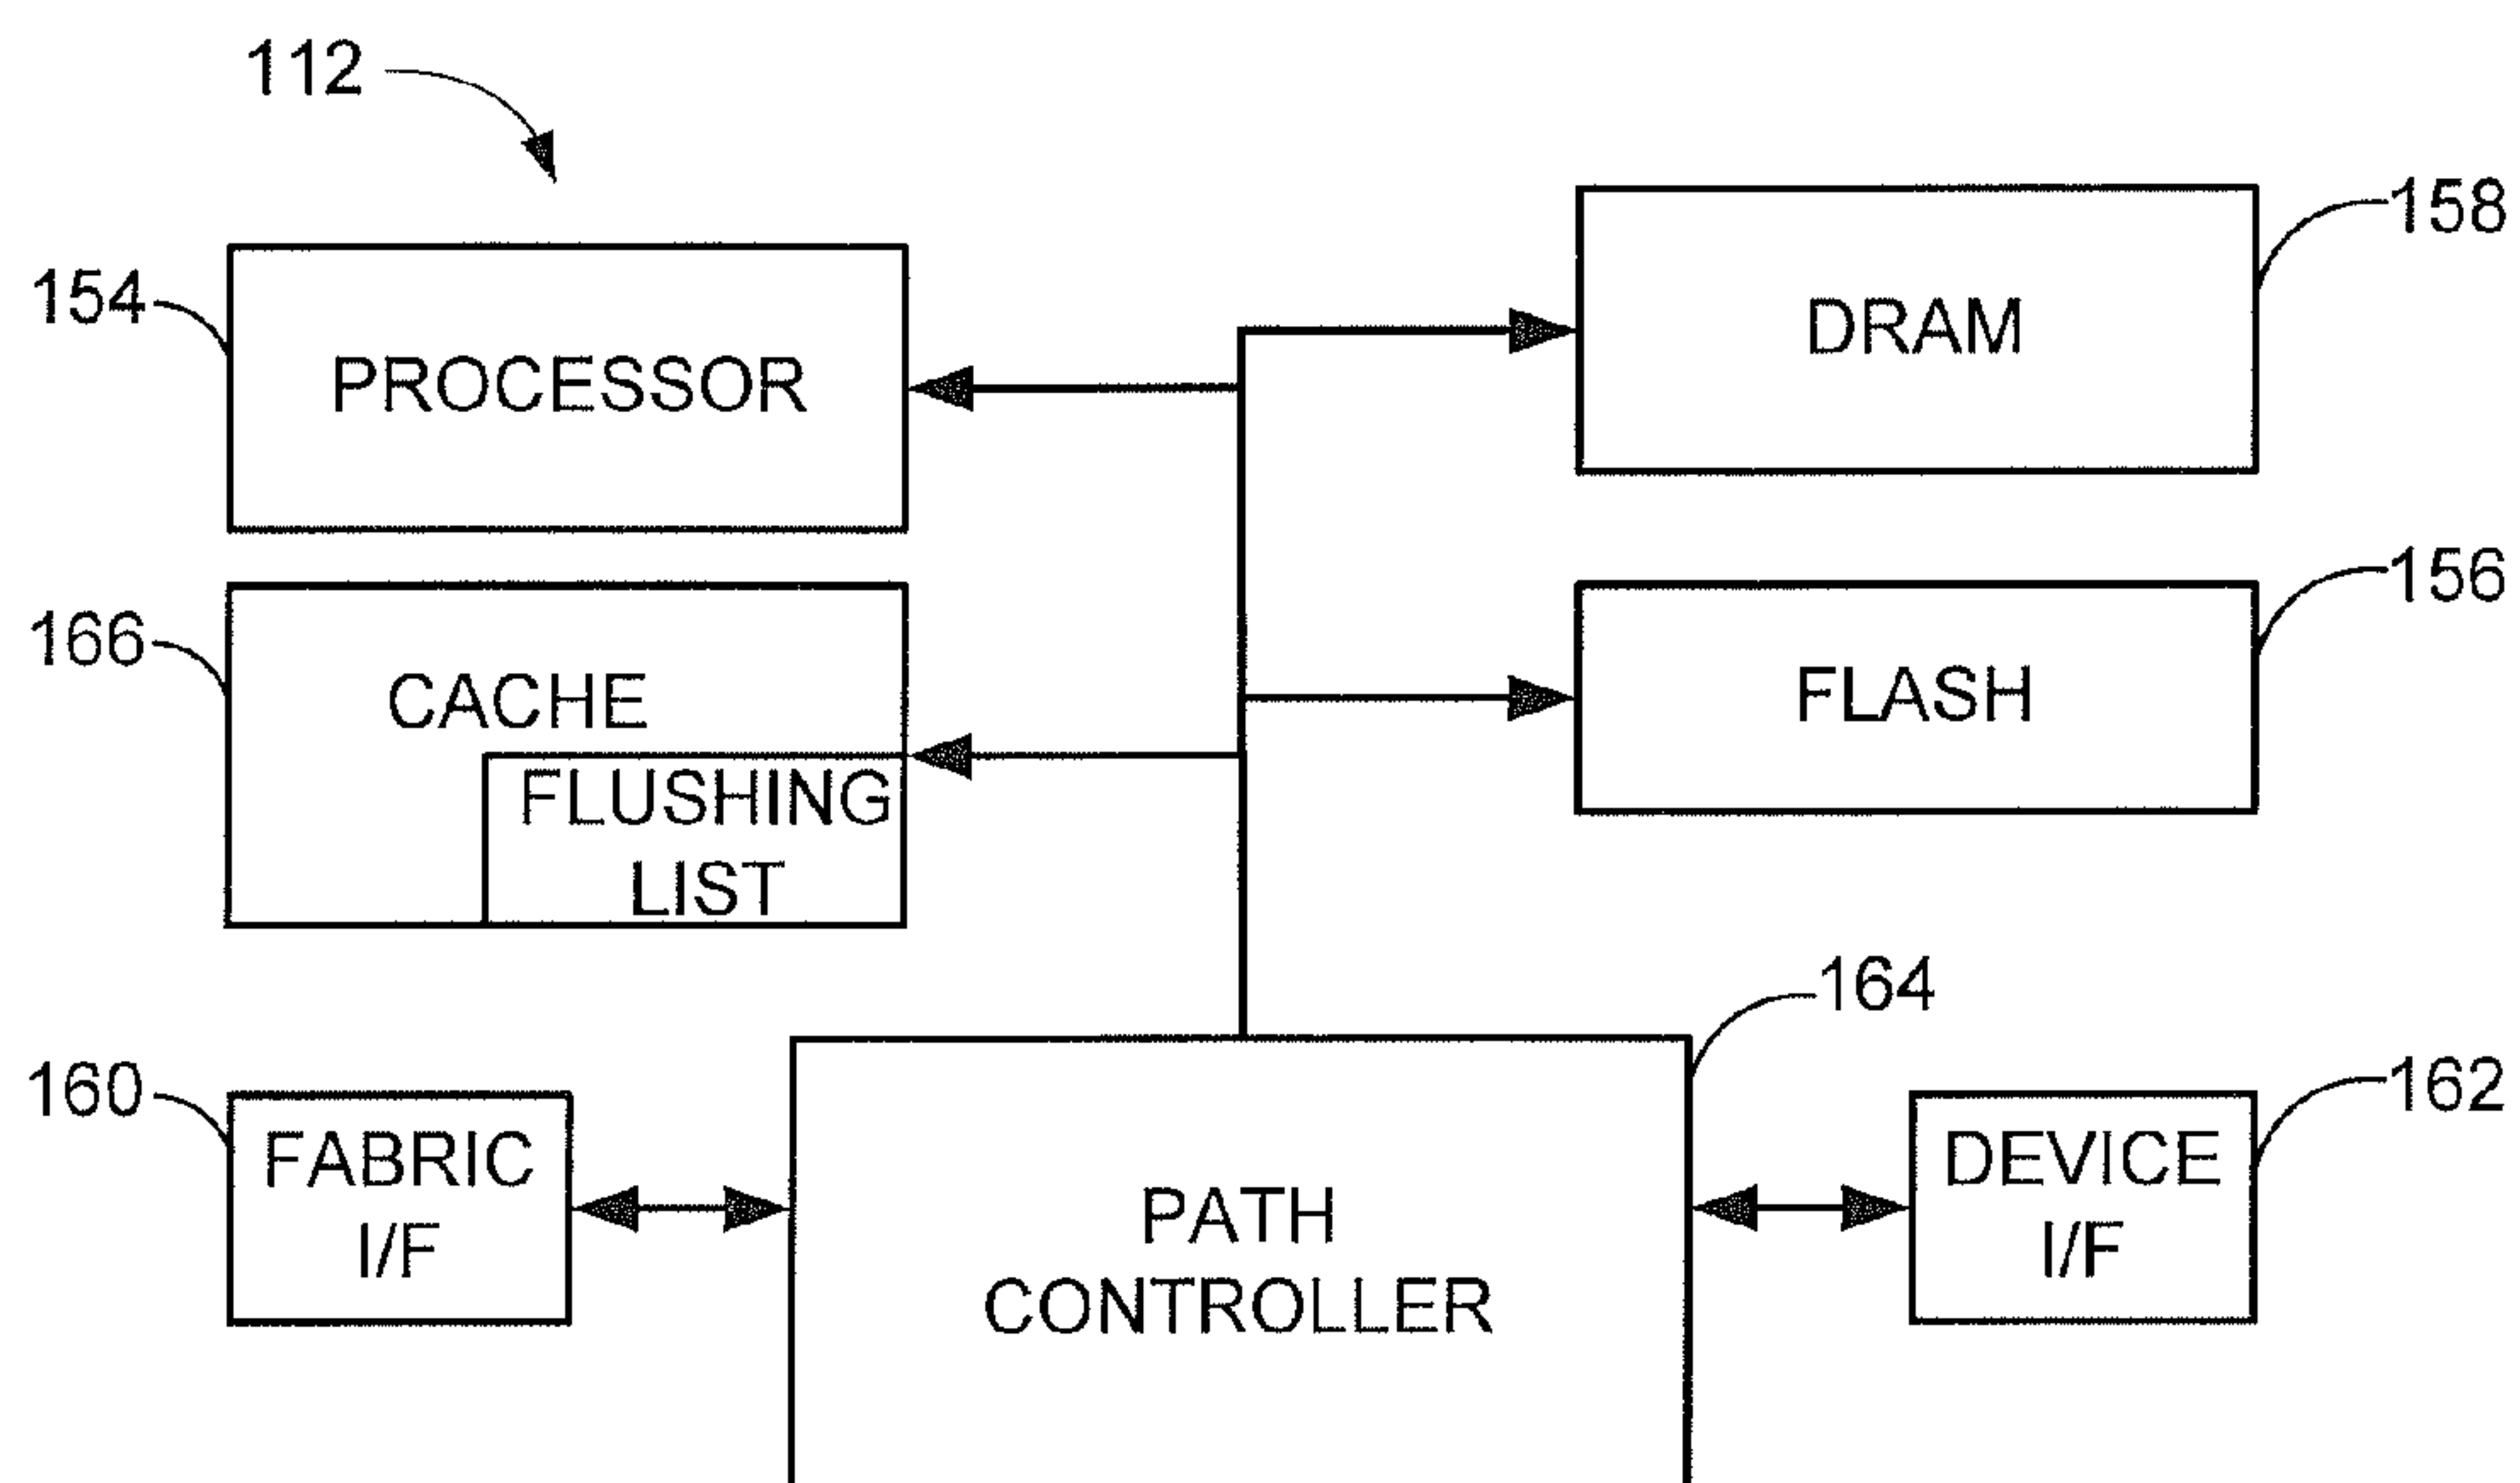 112
158
154
DRAM
PROCESSOR
156
166
FLASH
CACHE
FLUSHING
LIST
164
160
162
FABRIC
I/F
DEVICE
I/F
PATH
CONTROLLER